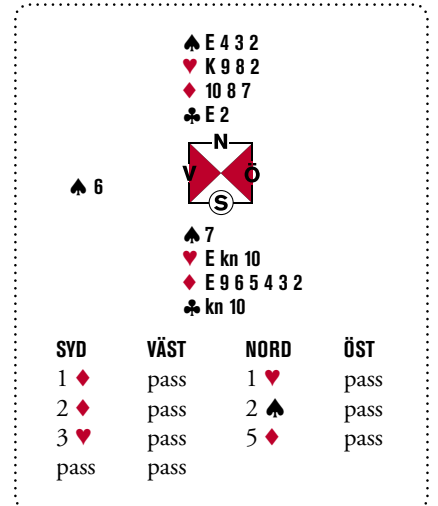 ♠ E 4 3 2
♥ K 9 8 2
♦ 10 8 7
♣ E 2
N
♠ 6 V Ö
S
♠ 7
♥ E kn 10
♦ E 9 6 5 4 3 2
♣ kn 10
SYD VÄST NORD ÖST
1 ♦ pass 1 ♥ pass
2 ♦ pass 2 ♠ pass
3 ♥ pass 5 ♦ pass
pass pass